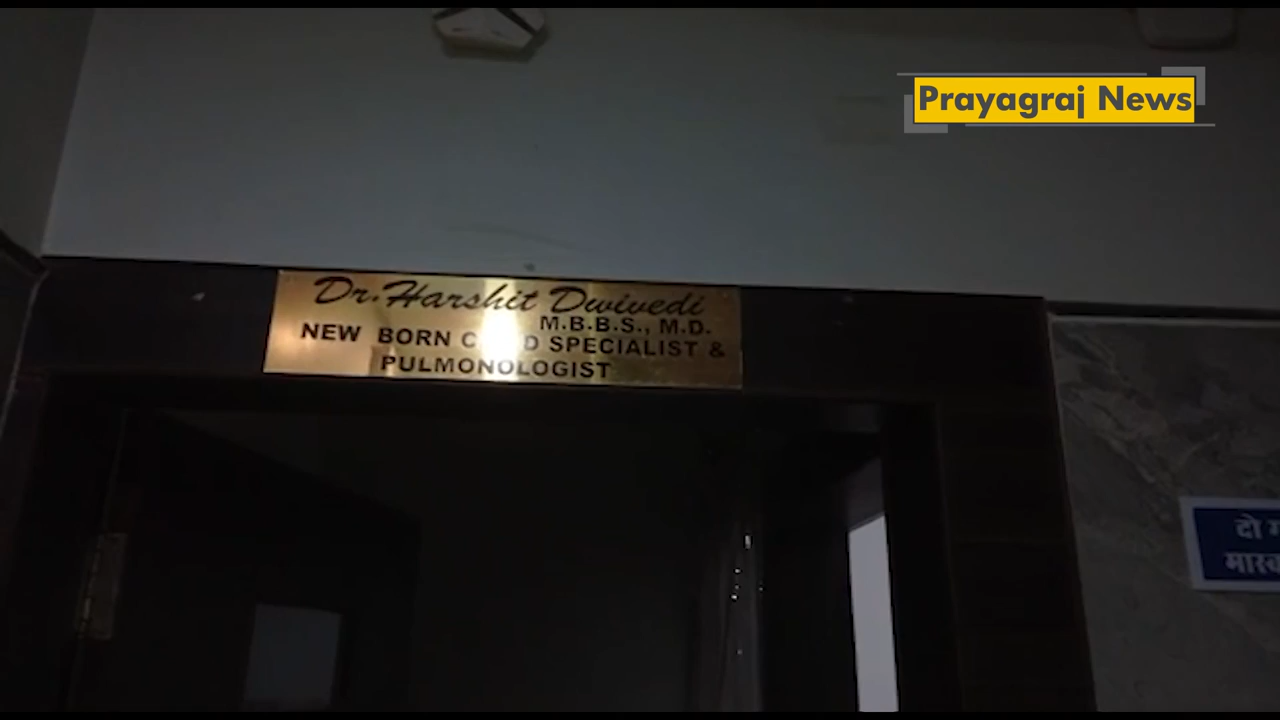 Prayagraj News
Dr. Harshit Dwivedi
M.B.B.S., M.D.
NEW BORN SPECIALIST &
PULMONOLOGIST
दो